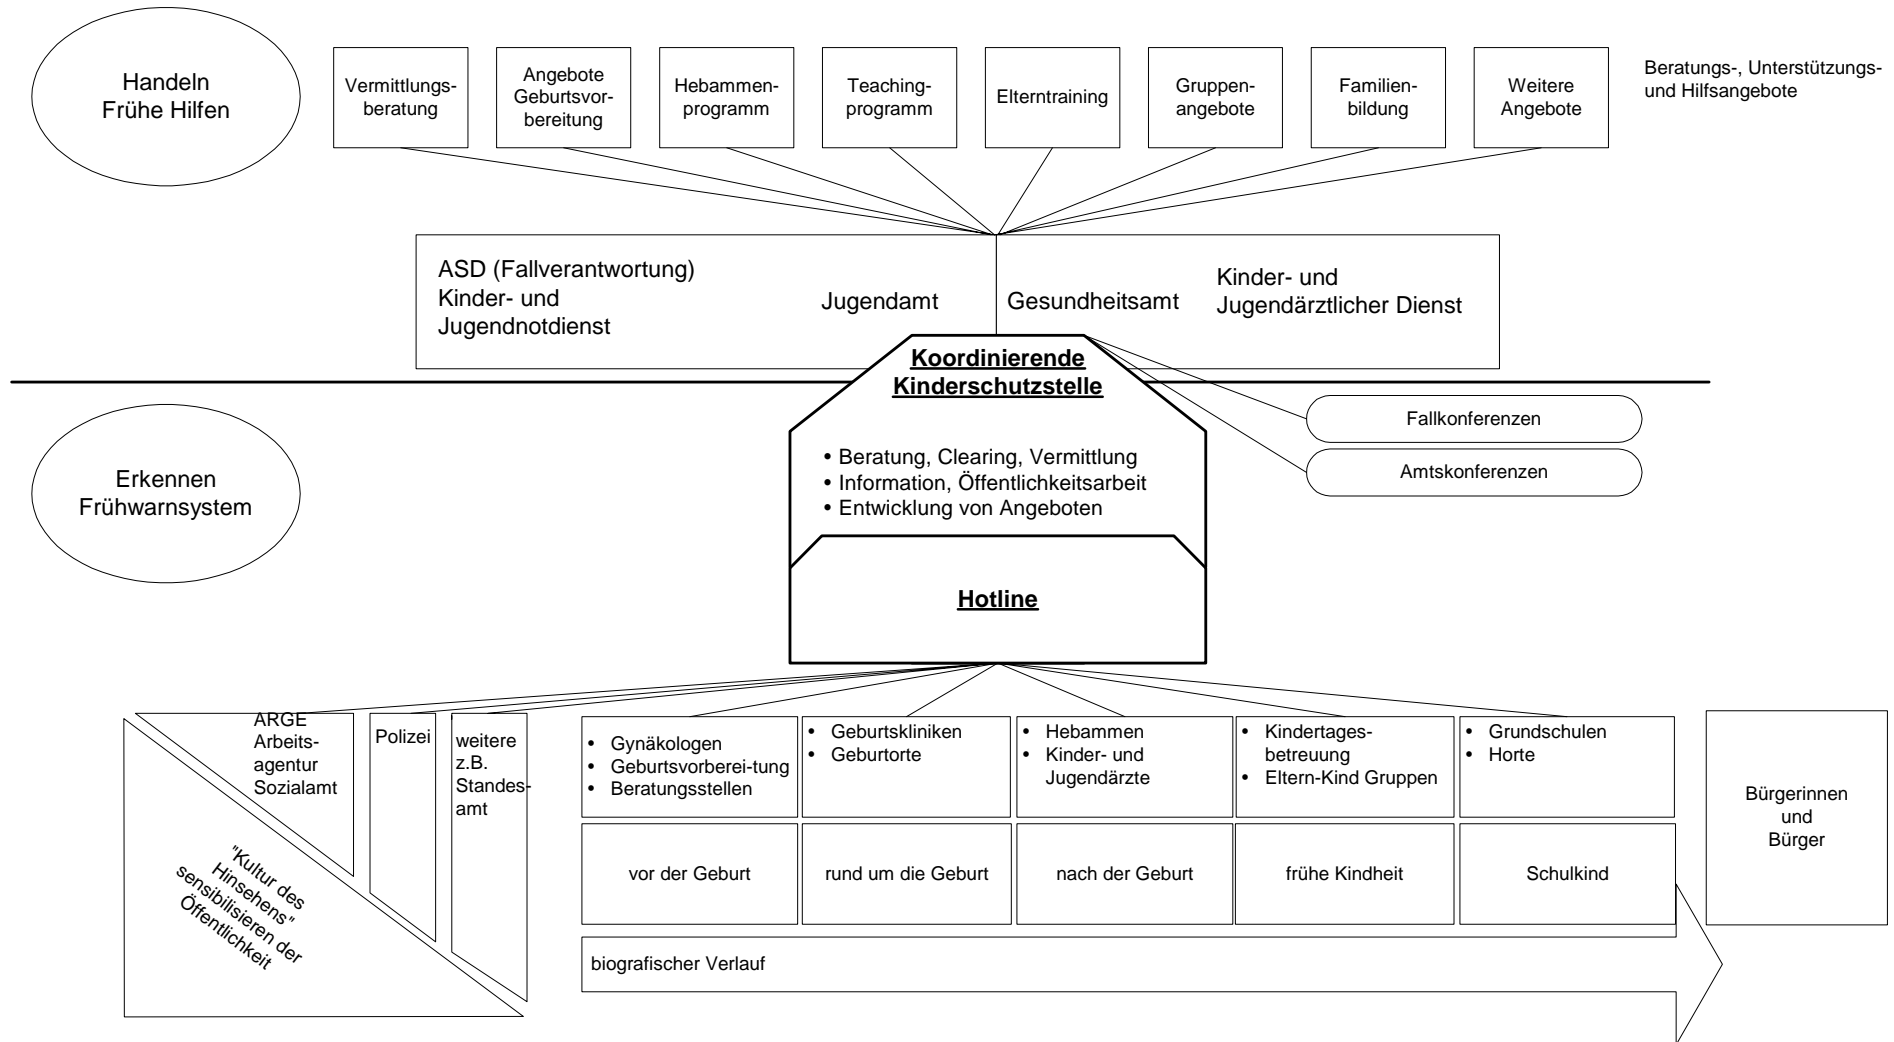 Handeln
Frühe Hilfen
Vermittlungs-
beratung
Angebote
Geburtsvor-
bereitung
Hebammen-
programm
Teaching-
programm
Elterntraining
Gruppen-
angebote
Familien-
bildung
Weitere
Angebote
Beratungs-, Unterstützungs-
und Hilfsangebote
ASD (Fallverantwortung)
Kinder- und
Jugendnotdienst
Jugendamt
Gesundheitsamt
Kinder- und
Jugendärztlicher Dienst
Koordinierende
Kinderschutzstelle
• Beratung, Clearing, Vermittlung
• Information, Öffentlichkeitsarbeit
• Entwicklung von Angeboten
Fallkonferenzen
Amtskonferenzen
Erkennen
Frühwarnsystem
Hotline
ARGE
Arbeits-
agentur
Sozialamt
Polizei
weitere
z.B.
Standes-
amt
• Gynäkologen
• Geburtsvorberei-tung
• Beratungsstellen
• Geburtskliniken
• Geburtorte
• Hebammen
• Kinder- und
Jugendärzte
• Kindertages-
betreuung
• Eltern-Kind Gruppen
• Grundschulen
• Horte
Bürgerinnen
und
Bürger
"Kultur des
Hinsehens"
sensibilisieren der
Öffentlichkeit
vor der Geburt
rund um die Geburt
nach der Geburt
frühe Kindheit
Schulkind
biografischer Verlauf